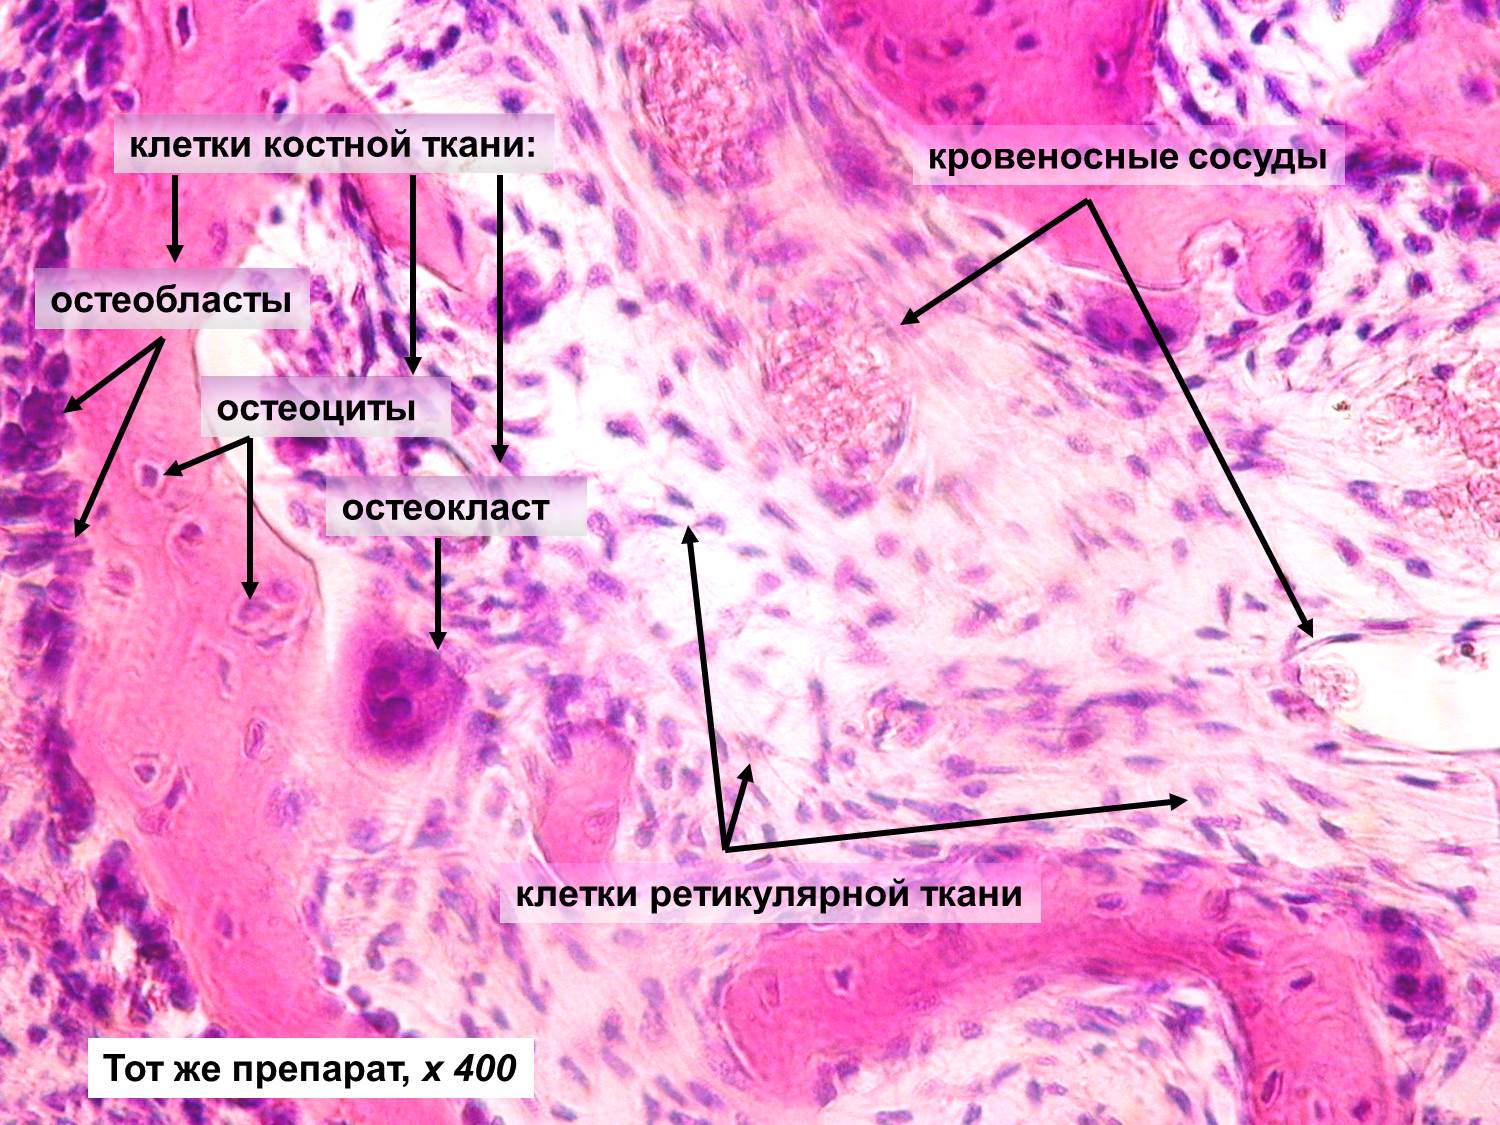 клетки костной ткани:
кровеносные сосуды
остеобласты
остеоциты
остеокласт
клетки ретикулярной ткани
Тот же препарат, х 400